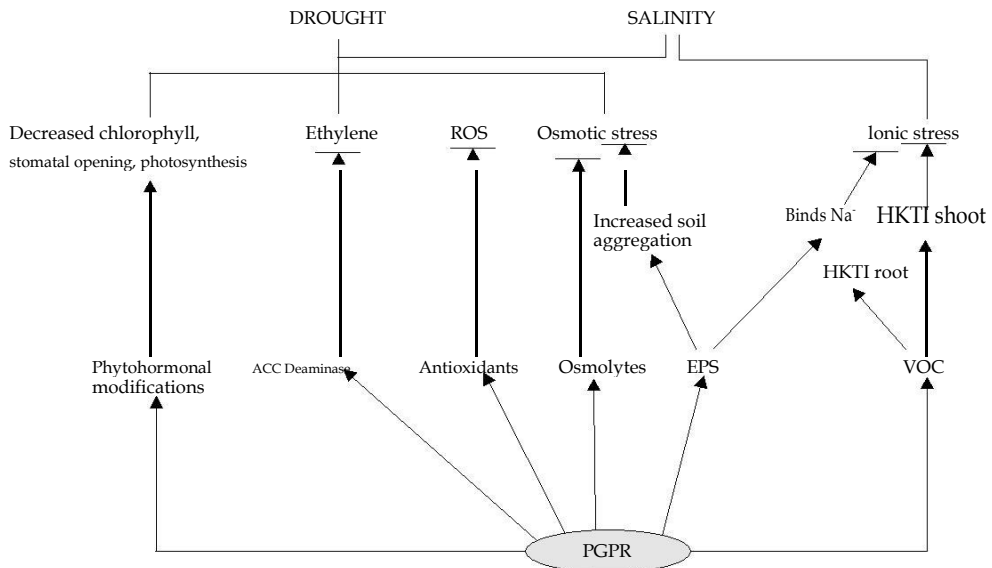 DROUGHT
SALINITY
Decreased chlorophyll,
stomatal opening, photosynthesis
Ethylene
ROS
Osmotic stress
Ionic stress
Increased soil
aggregation
Binds Na⁻
HKTI shoot
HKTI root
Phytohormonal
modifications
ACC Deaminase
Antioxidants
Osmolytes
EPS
VOC
PGPR